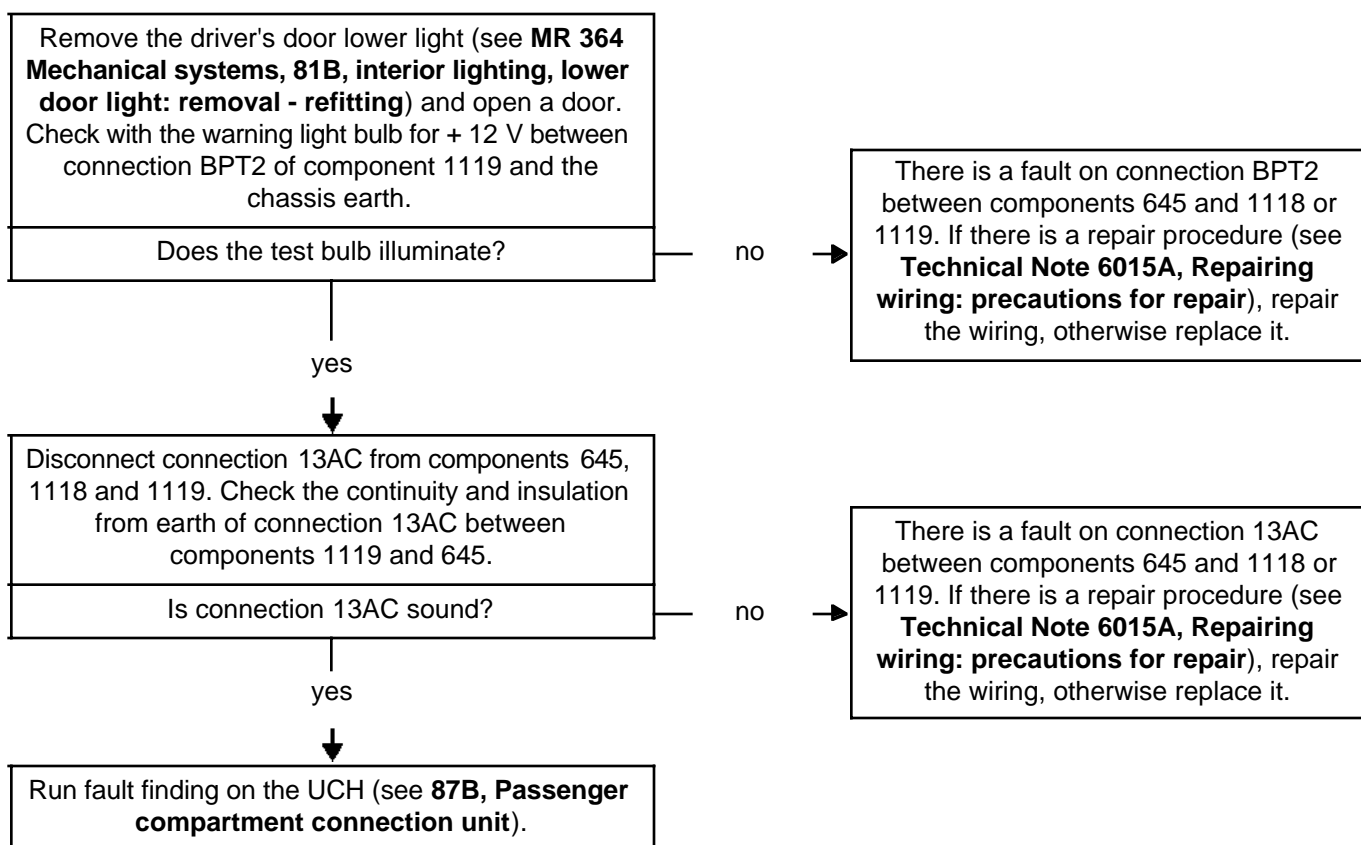 Remove the driver's door lower light (see MR 364
Mechanical systems, 81B, interior lighting, lower
door light: removal - refitting) and open a door.
Check with the warning light bulb for + 12 V between
connection BPT2 of component 1119 and the
chassis earth.
Does the test bulb illuminate?
no
There is a fault on connection BPT2
between components 645 and 1118 or
1119. If there is a repair procedure (see
Technical Note 6015A, Repairing
wiring: precautions for repair), repair
the wiring, otherwise replace it.
yes
Disconnect connection 13AC from components 645,
1118 and 1119. Check the continuity and insulation
from earth of connection 13AC between
components 1119 and 645.
Is connection 13AC sound?
no
There is a fault on connection 13AC
between components 645 and 1118 or
1119. If there is a repair procedure (see
Technical Note 6015A, Repairing
wiring: precautions for repair), repair
the wiring, otherwise replace it.
yes
Run fault finding on the UCH (see 87B, Passenger
compartment connection unit).